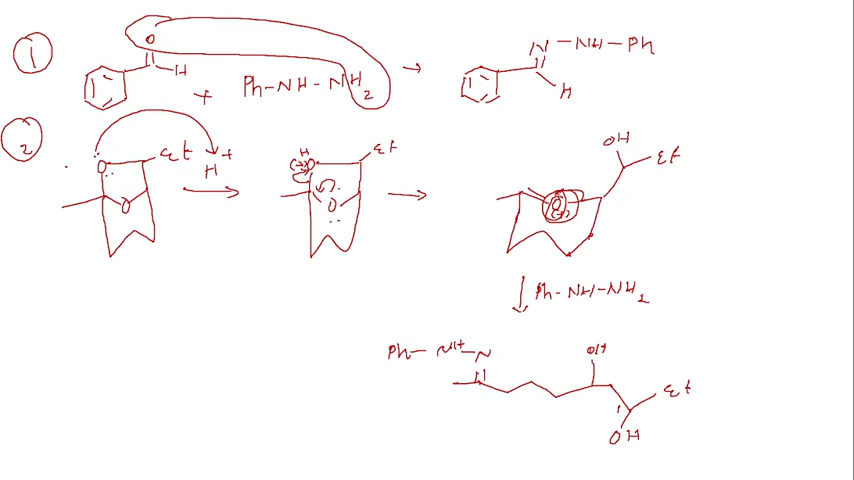 1
O
H
+
Ph-NH-NH2
→
N-NH-Ph
H
2
O
Et
H+
O
H
O
(+)
Et
O
OH
Et
O
(+)
Ph-NH-NH2
Ph-NH-N
OH
Et
OH